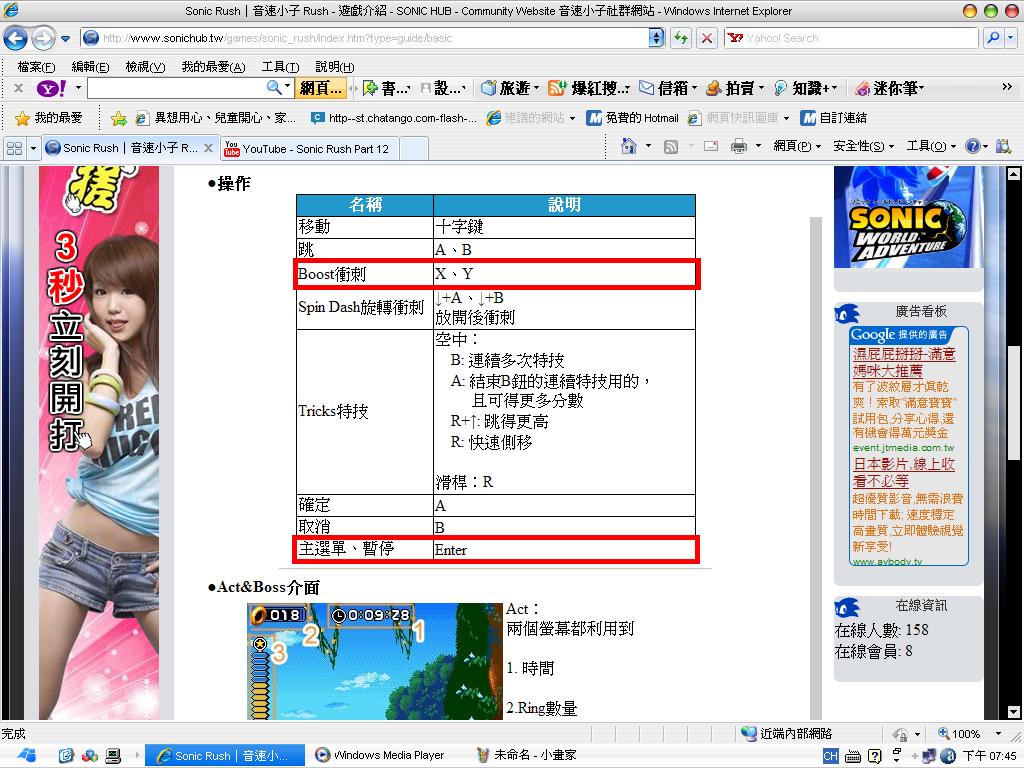 Sonic Rush | 音速小子 Rush - 遊戲介紹 - SONIC HUB - Community Website 音速小子社群網站 - Windows Internet Explorer
http://www.sonichub.tw/games/sonic_rush/index.htm?type=guide/basic
Yahoo! Search
檔案(F) 編輯(E) 檢視(V) 我的最愛(A) 工具(T) 說明(H)
Y! 網頁... 書... 設... 旅遊 爆紅搜... 信箱 拍賣 知識+ 迷你筆 »
我的最愛 異想用心、兒童開心、家... http--st.chatango.com-flash-... 建議的網站 免費的 Hotmail 網頁快訊圖庫 自訂連結
Sonic Rush | 音速小子 R... YouTube - Sonic Rush Part 12 網頁(P) 安全性(S) 工具(O)
搓
3
秒
立
刻
開
打
●操作
名稱 說明
移動 十字鍵
跳 A、B
Boost衝刺 X、Y
Spin Dash旋轉衝刺 ↓+A、↓+B
放開後衝刺
Tricks特技 空中：
B: 連續多次特技
A: 結束B鈕的連續特技用的，
且可得更多分數
R+↑: 跳得更高
R: 快速側移
滑桿：R
確定 A
取消 B
主選單、暫停 Enter
●Act&Boss介面
018 0:09:28
1
2
3
Act：
兩個螢幕都利用到
1. 時間
2.Ring數量
SONIC
WORLD
ADVENTURE
廣告看板
Google 提供的廣告
濕屁屁掰掰-滿意
媽咪大推薦
有了波紋層才真乾
爽！索取"滿意寶寶"
試用包,分享心得,還
有機會得萬元獎金
event.jtmedia.com.tw
日本影片,線上收
看不必等
超優質影音,無需浪費
時間下載; 速度穩定
高畫質,立即體驗視覺
新享受!
www.avbody.tv
在線資訊
在線人數: 158
在線會員: 8
完成 近端內部網路 100%
Sonic Rush | 音速小... Windows Media Player 未命名 - 小畫家 CH 下午 07:45